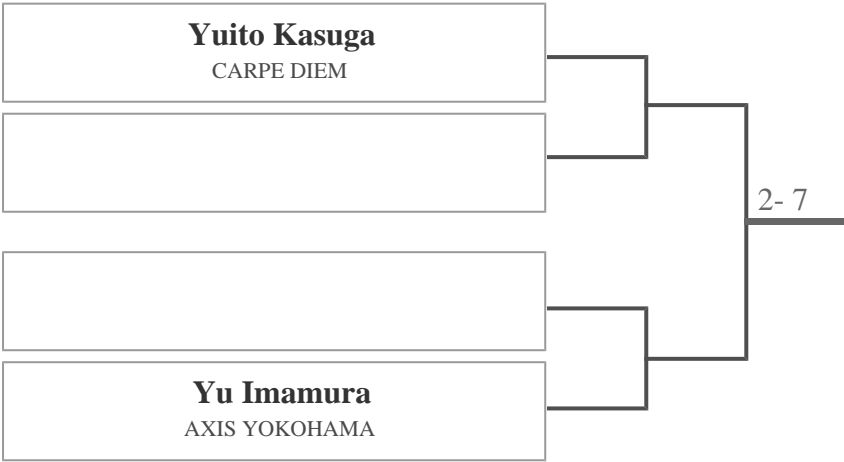 Yuito Kasuga
CARPE DIEM
2- 7
Yu Imamura
AXIS YOKOHAMA